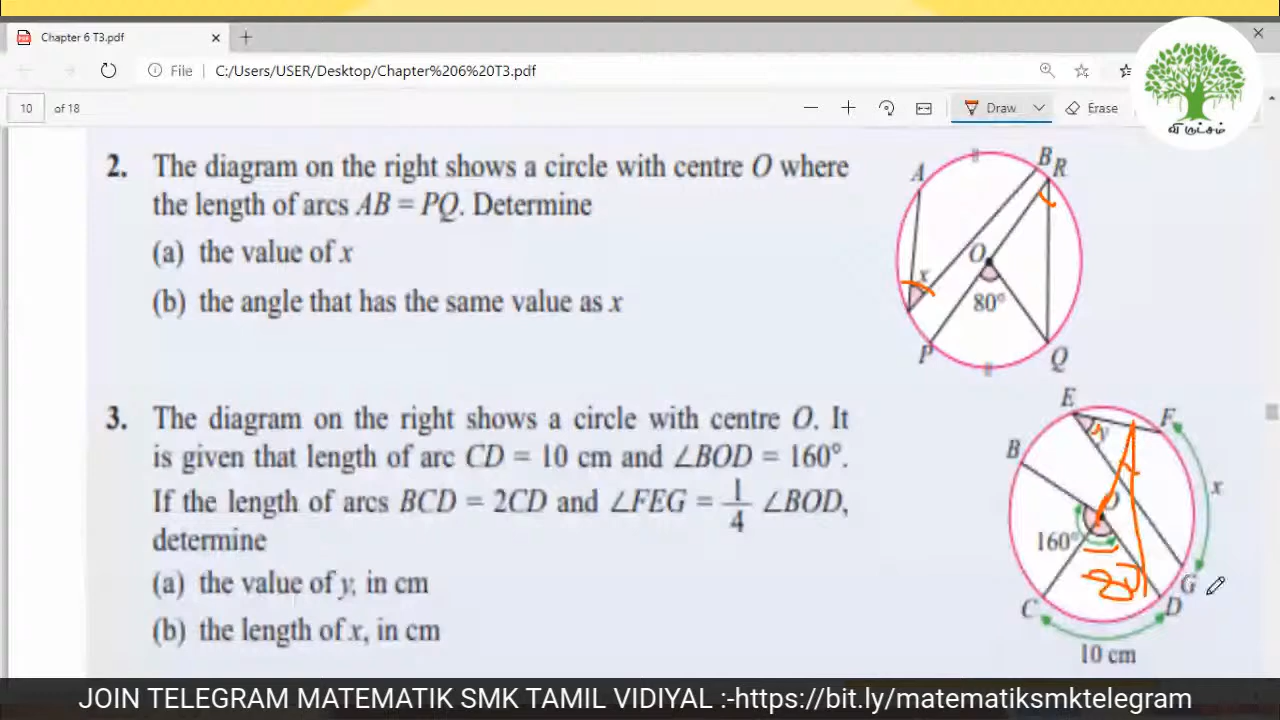 Chapter 6 T3.pdf
File C:/Users/USER/Desktop/Chapter%206%20T3.pdf
10 of 18
Draw
Erase
விருட்சம்
2. The diagram on the right shows a circle with centre O where
the length of arcs AB = PQ. Determine
(a) the value of x
(b) the angle that has the same value as x
A
B
R
x
O
80°
P
Q
3. The diagram on the right shows a circle with centre O. It
is given that length of arc CD = 10 cm and ∠BOD = 160°.
If the length of arcs BCD = 2CD and ∠FEG = 1/4 ∠BOD,
determine
(a) the value of y, in cm
(b) the length of x, in cm
E
F
B
y
x
O
160°
G
C
D
10 cm
JOIN TELEGRAM MATEMATIK SMK TAMIL VIDIYAL :-https://bit.ly/matematiksmktelegram